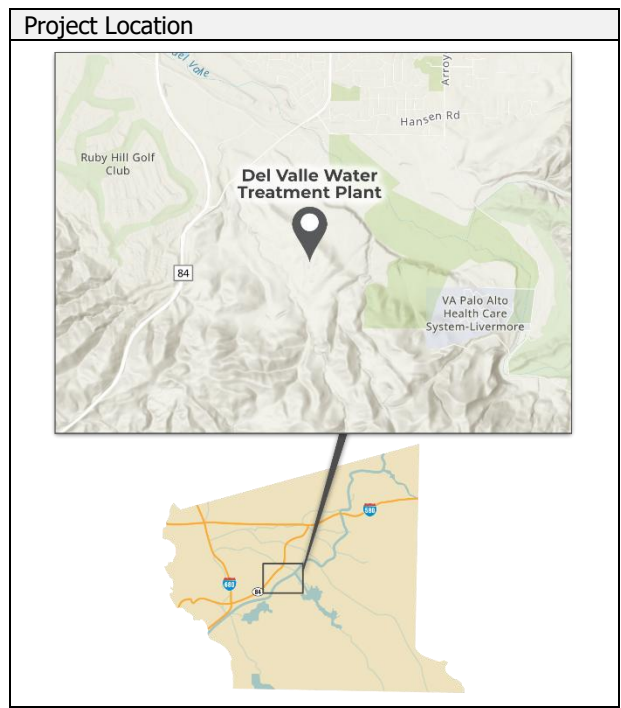 Project Location
del Valle
Arroy
Hansen Rd
Ruby Hill Golf
Club
Del Valle Water
Treatment Plant
84
VA Palo Alto
Health Care
System-Livermore
580
680
84